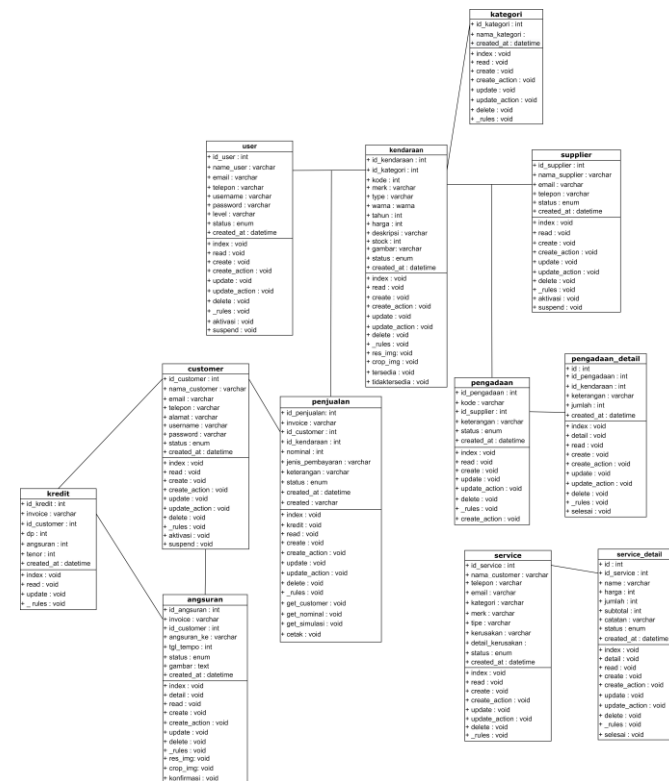 kategori
+ id_kategori : int
+ nama_kategori :
+ created_at : datetime
+ index : void
+ read : void
+ create : void
+ create_action : void
+ update : void
+ update_action : void
+ delete : void
+ _rules : void
user
+ id_user : int
+ name_user : varchar
+ email : varchar
+ telepon : varchar
+ username : varchar
+ password : varchar
+ level : varchar
+ status : enum
+ created_at : datetime
+ index : void
+ read : void
+ create : void
+ create_action : void
+ update : void
+ update_action : void
+ delete : void
+ _rules : void
+ aktivasi : void
+ suspend : void
kendaraan
+ id_kendaraan : int
+ id_kategori : int
+ kode : int
+ merk : varchar
+ type : varchar
+ warna : warna
+ tahun : int
+ harga : int
+ deskripsi : varchar
+ stock : int
+ gambar: varchar
+ status : enum
+ created_at : datetime
+ index : void
+ read : void
+ create : void
+ create_action : void
+ update : void
+ update_action : void
+ delete : void
+ _rules : void
+ res_img : void
+ crop_img : void
+ tersedia : void
+ tidaktersedia : void
supplier
+ id_supplier : int
+ nama_supplier : varchar
+ email : varchar
+ telepon : varchar
+ status : enum
+ created_at : datetime
+ index : void
+ read : void
+ create : void
+ create_action : void
+ update : void
+ update_action : void
+ delete : void
+ _rules : void
+ aktivasi : void
+ suspend : void
customer
+ id_customer : int
+ nama_customer : varchar
+ email : varchar
+ telepon : varchar
+ alamat : varchar
+ username : varchar
+ password : varchar
+ status : enum
+ created_at : datetime
+ index : void
+ read : void
+ create : void
+ create_action : void
+ update : void
+ update_action : void
+ delete : void
+ _rules : void
+ aktivasi : void
+ suspend : void
penjualan
+ id_penjualan: int
+ invoice : varchar
+ id_customer : int
+ id_kendaraan : int
+ nominal : int
+ jenis_pembayaran : varchar
+ keterangan : varchar
+ status : enum
+ created_at : datetime
+ created : varchar
+ index : void
+ kredit : void
+ read : void
+ create : void
+ create_action : void
+ update : void
+ update_action : void
+ delete : void
+ _rules : void
+ get_customer : void
+ get_nominal : void
+ get_simulasi : void
+ cetak : void
pengadaan
+ id_pengadaan : int
+ kode : varchar
+ id_supplier : int
+ keterangan : varchar
+ status : enum
+ created_at : datetime
+ index : void
+ read : void
+ create : void
+ update : void
+ update_action : void
+ delete : void
+ _rules : void
+ create_action : void
pengadaan_detail
+ id : int
+ id_pengadaan : int
+ id_kendaraan : int
+ keterangan : varchar
+ jumlah : int
+ created_at : datetime
+ index : void
+ detail : void
+ read : void
+ create : void
+ create_action : void
+ update : void
+ update_action : void
+ delete : void
+ _rules : void
+ selesai : void
kredit
+ id_kredit : int
+ invoice : varchar
+ id_customer : int
+ dp : int
+ angsuran : int
+ tenor : int
+ created_at : datetime
+ index : void
+ read : void
+ update : void
+ _ rules : void
angsuran
+ id_angsuran : int
+ invoice : varchar
+ id_customer : int
+ angsuran_ke : varchar
+ tgl_tempo : int
+ status : enum
+ gambar : text
+ created_at : datetime
+ index : void
+ detail : void
+ read : void
+ create : void
+ create_action : void
+ update : void
+ delete : void
+ _rules : void
+ res_img: void
+ crop_img: void
+ konfirmasi : void
service
+ id_service : int
+ nama_customer : varchar
+ telepon : varchar
+ email : varchar
+ kategori : varchar
+ merk : varchar
+ tipe : varchar
+ kerusakan : varchar
+ detail_kerusakan :
+ status : enum
+ created_at : datetime
+ index : void
+ read : void
+ create : void
+ create_action : void
+ update : void
+ update_action : void
+ delete : void
+ _rules : void
service_detail
+ id : int
+ id_service : int
+ name : varchar
+ harga : int
+ jumlah : int
+ subtotal : int
+ catatan : varchar
+ status : enum
+ created_at : datetime
+ index : void
+ detail : void
+ read : void
+ create : void
+ create_action : void
+ update : void
+ update_action : void
+ delete : void
+ _rules : void
+ selesai : void